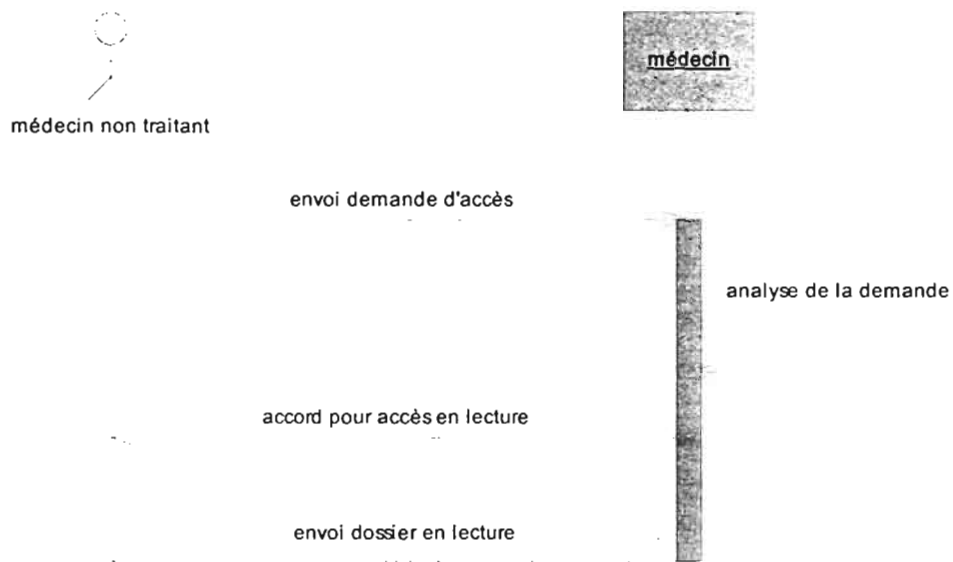 médecin
médecin non traitant
envoi demande d'accès
analyse de la demande
accord pour accès en lecture
envoi dossier en lecture